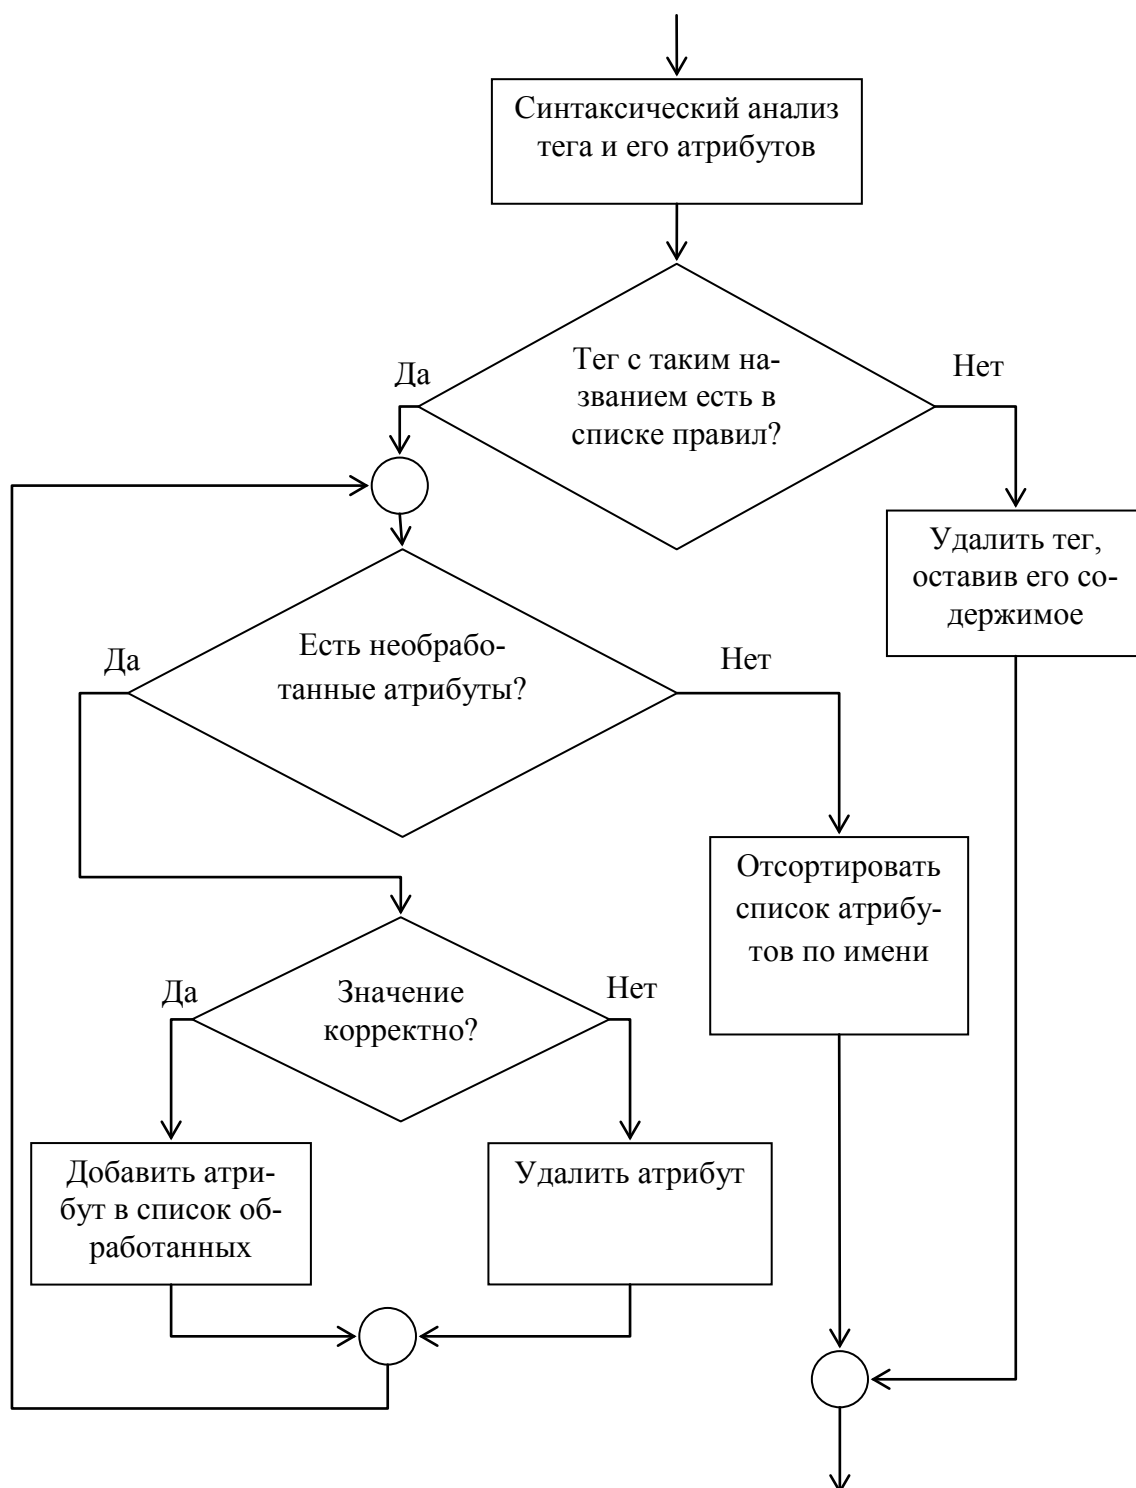 Синтаксический анализ
тега и его атрибутов
Тег с таким на-
званием есть в
списке правил?
Да
Нет
Удалить тег,
оставив его со-
держимое
Есть необрабо-
танные атрибуты?
Да
Нет
Отсортировать
список атрибу-
тов по имени
Значение
корректно?
Да
Нет
Добавить атри-
бут в список об-
работанных
Удалить атрибут